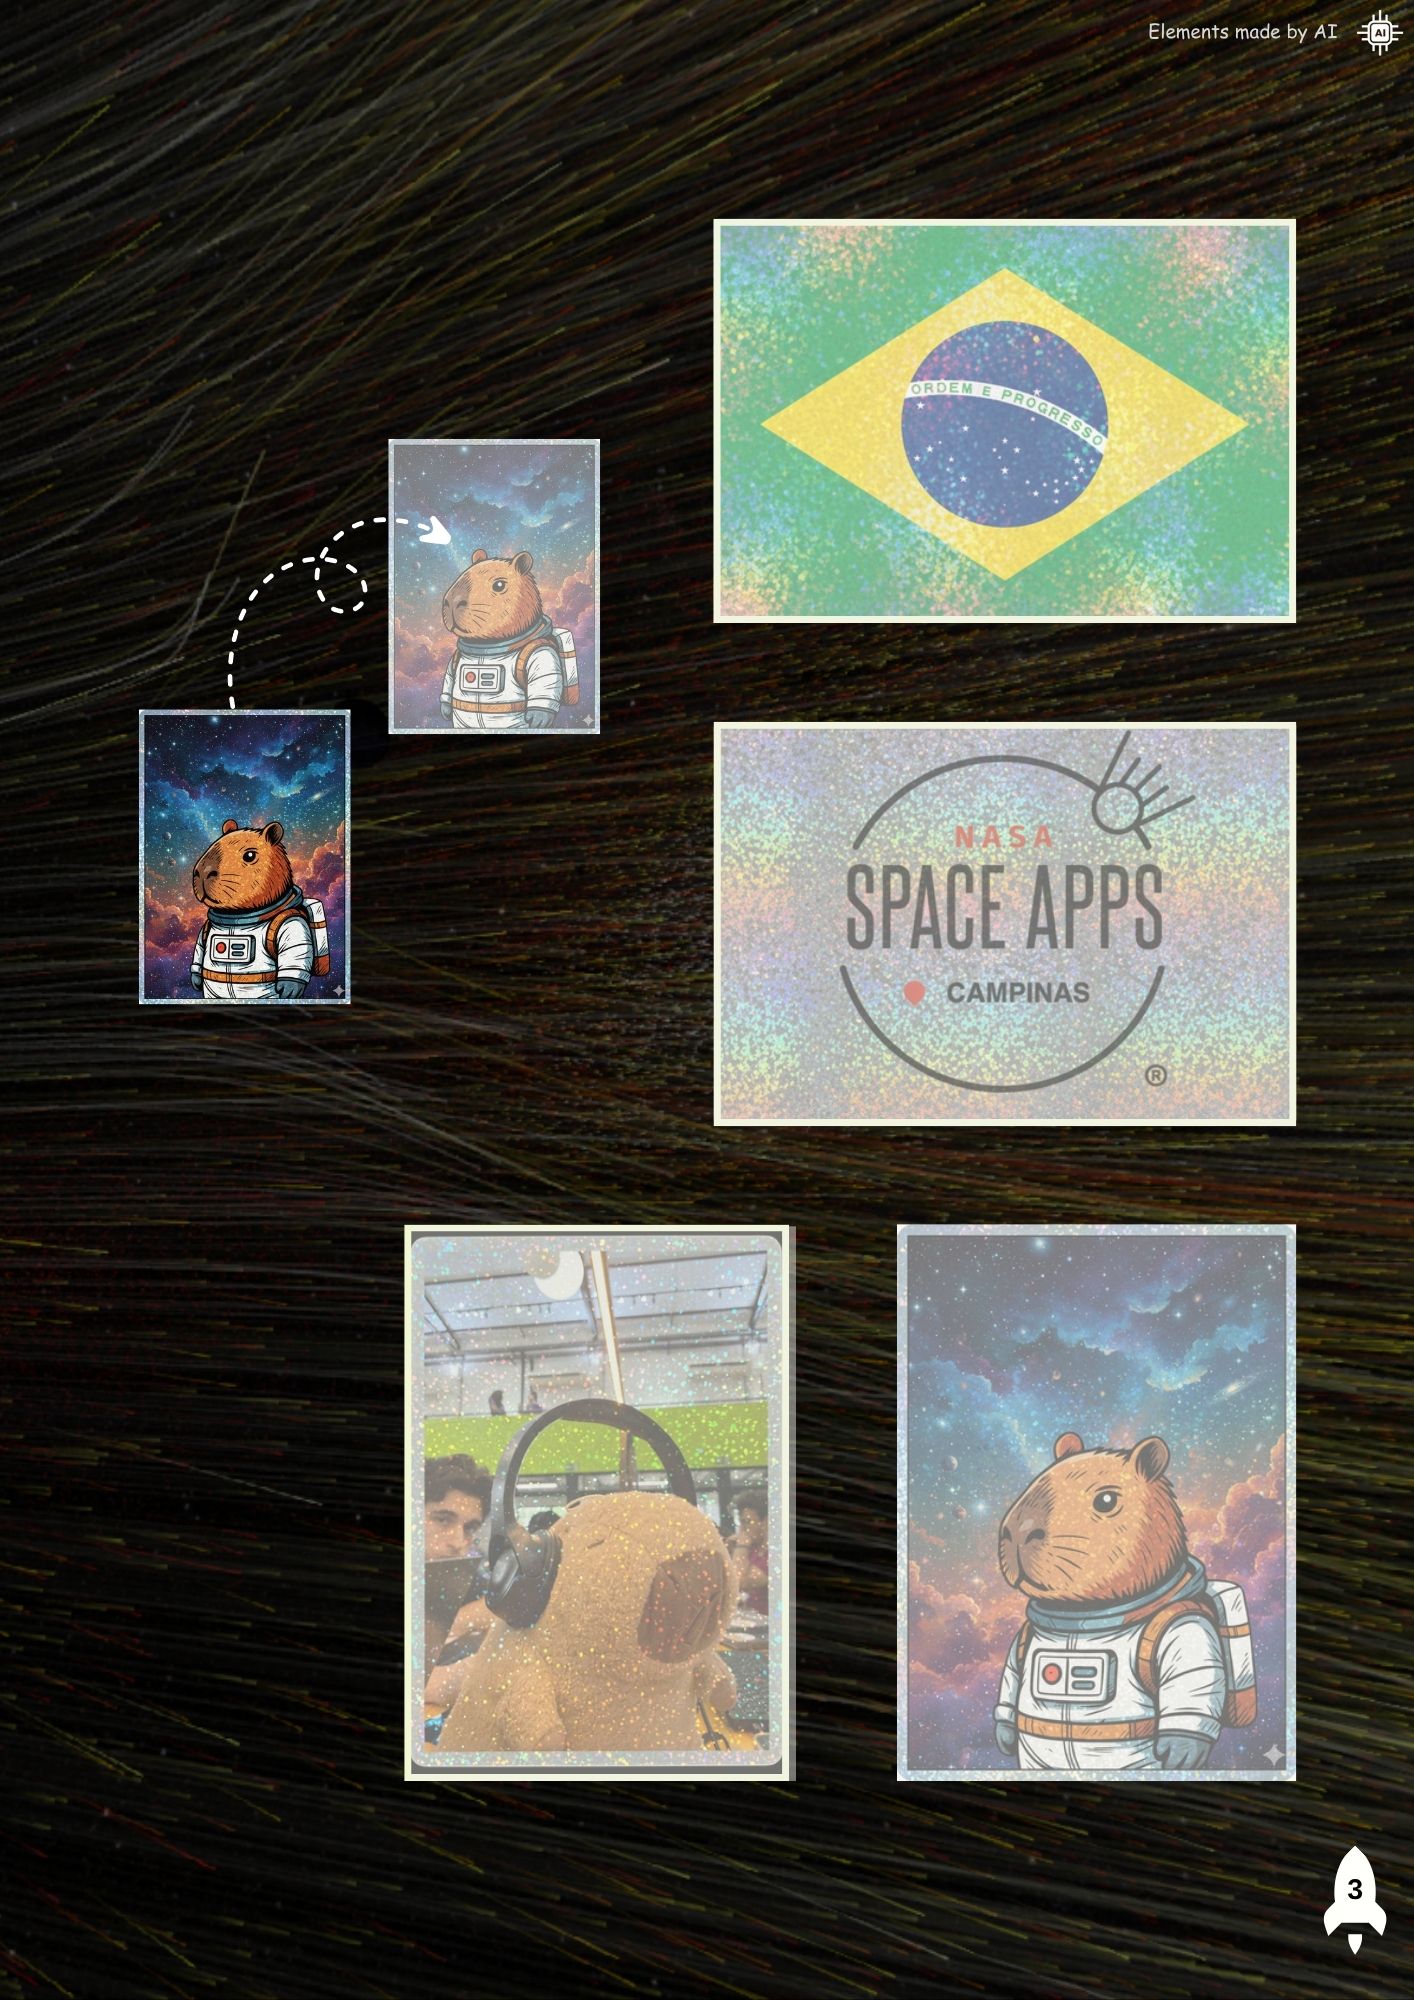 Elements made by AI
AI
ORDEM E PROGRESSO
NASA
SPACE APPS
CAMPINAS
®
3